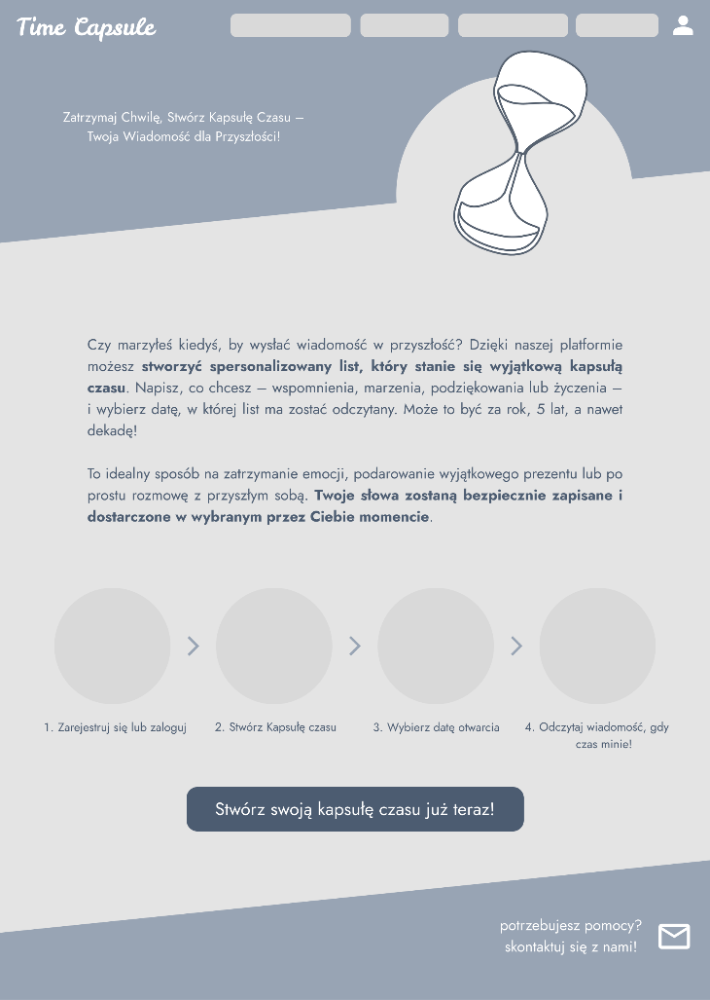 Time Capsule
Zatrzymaj Chwilę, Stwórz Kapsułę Czasu –
Twoja Wiadomość dla Przyszłości!
Czy marzyłeś kiedyś, by wysłać wiadomość w przyszłość? Dzięki naszej platformie
możesz stworzyć spersonalizowany list, który stanie się wyjątkową kapsułą
czasu. Napisz, co chcesz – wspomnienia, marzenia, podziękowania lub życzenia –
i wybierz datę, w której list ma zostać odczytany. Może to być za rok, 5 lat, a nawet
dekadę!
To idealny sposób na zatrzymanie emocji, podarowanie wyjątkowego prezentu lub po
prostu rozmowę z przyszłym sobą. Twoje słowa zostaną bezpiecznie zapisane i
dostarczone w wybranym przez Ciebie momencie.
1. Zarejestruj się lub zaloguj
2. Stwórz Kapsułę czasu
3. Wybierz datę otwarcia
4. Odczytaj wiadomość, gdy
czas minie!
Stwórz swoją kapsułę czasu już teraz!
potrzebujesz pomocy?
skontaktuj się z nami!